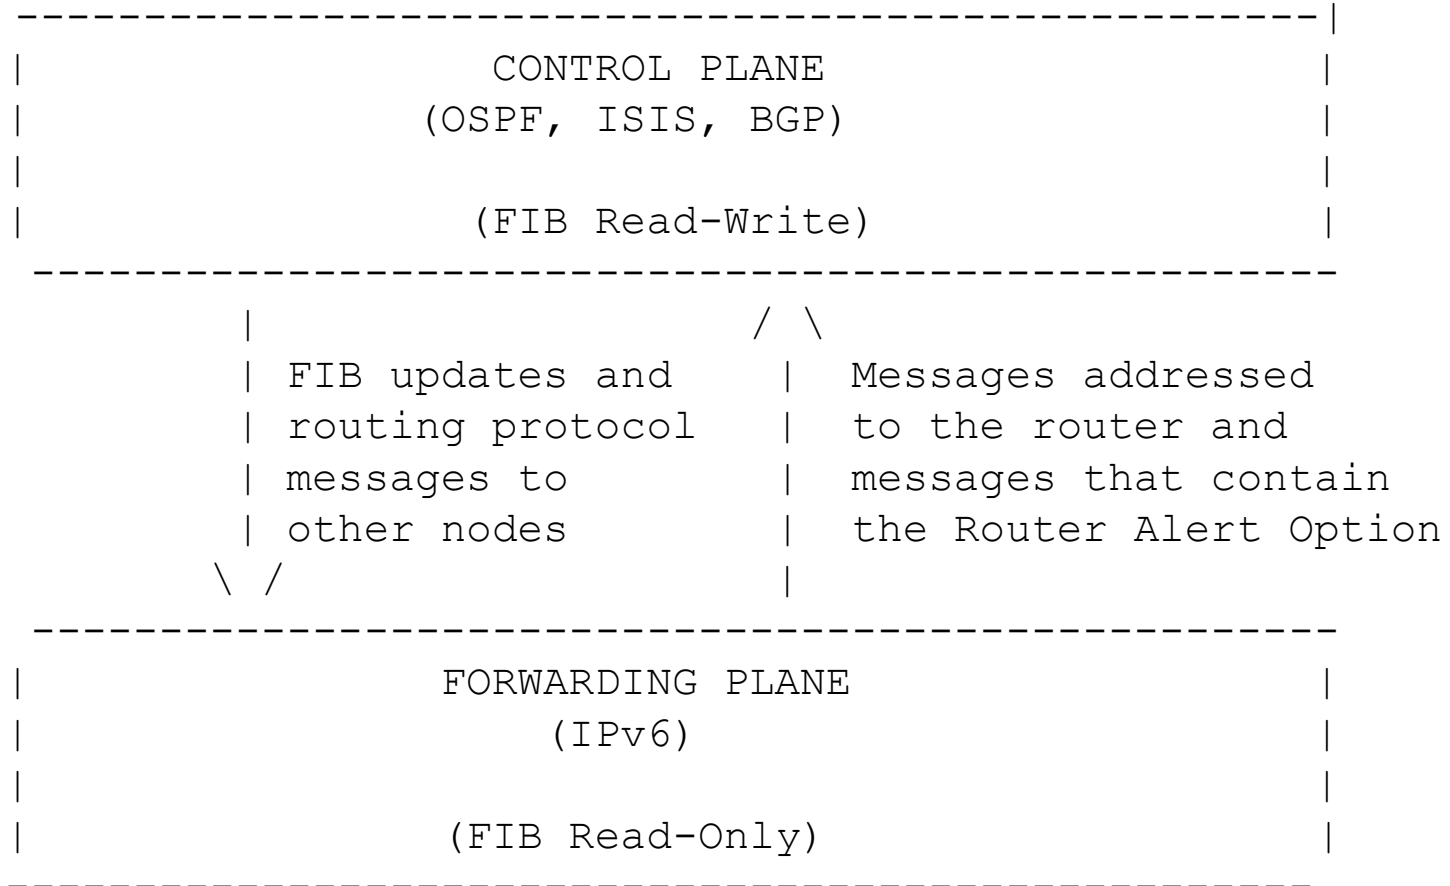 CONTROL PLANE
(OSPF, ISIS, BGP)
(FIB Read-Write)
FIB updates and
routing protocol
messages to
other nodes
Messages addressed
to the router and
messages that contain
the Router Alert Option
FORWARDING PLANE
(IPv6)
(FIB Read-Only)